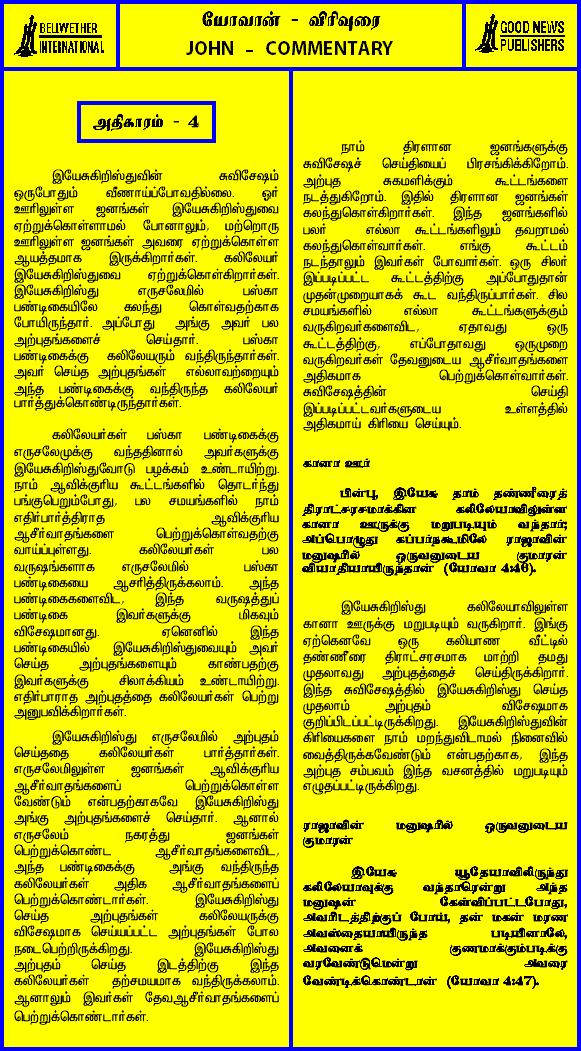 BELWETHER
INTERNATIONAL
யோவான் - விரிவுரை
JOHN - COMMENTARY
GOOD NEWS
PUBLISHERS
அதிகாரம் - 4
இயேசுகிறிஸ்துவின் சுவிசேஷம்
ஒருபோதும் வீணாய்ப்போவதில்லை. ஓர்
ஊரிலுள்ள ஜனங்கள் இயேசுகிறிஸ்துவை
ஏற்றுக்கொள்ளாமல் போனாலும், மற்றொரு
ஊரிலுள்ள ஜனங்கள் அவரை ஏற்றுக்கொள்ள
ஆயத்தமாக இருக்கிறார்கள். கலிலேயர்
இயேசுகிறிஸ்துவை ஏற்றுக்கொள்கிறார்கள்.
இயேசுகிறிஸ்து எருசலேமில் பஸ்கா
பண்டிகையிலே கலந்து கொள்வதற்காக
போயிருந்தார். அப்போது அங்கு அவர் பல
அற்புதங்களைச் செய்தார். பஸ்கா
பண்டிகைக்கு கலிலேயரும் வந்திருந்தார்கள்.
அவர் செய்த அற்புதங்கள் எல்லாவற்றையும்
அந்த பண்டிகைக்கு வந்திருந்த கலிலேயர்
பார்த்துக்கொண்டிருந்தார்கள்.
கலிலேயர்கள் பஸ்கா பண்டிகைக்கு
எருசலேமுக்கு வந்ததினால் அவர்களுக்கு
இயேசுகிறிஸ்துவோடு பழக்கம் உண்டாயிற்று.
நாம் ஆவிக்குரிய கூட்டங்களில் தொடர்ந்து
பங்குபெறும்போது, பல சமயங்களில் நாம்
எதிர்பார்த்திராத ஆவிக்குரிய
ஆசீர்வாதங்களை பெற்றுக்கொள்வதற்கு
வாய்ப்புள்ளது. கலிலேயர்கள் பல
வருஷங்களாக எருசலேமில் பஸ்கா
பண்டிகையை ஆசரித்திருக்கலாம். அந்த
பண்டிகைகளைவிட, இந்த வருஷத்துப்
பண்டிகை இவர்களுக்கு மிகவும்
விசேஷமானது. ஏனெனில் இந்த
பண்டிகையில் இயேசுகிறிஸ்துவையும் அவர்
செய்த அற்புதங்களையும் காண்பதற்கு
இவர்களுக்கு சிலாக்கியம் உண்டாயிற்று.
எதிர்பாராத அற்புதத்தை கலிலேயர்கள் பெற்று
அனுபவிக்கிறார்கள்.
இயேசுகிறிஸ்து எருசலேமில் அற்புதம்
செய்ததை கலிலேயர்கள் பார்த்தார்கள்.
எருசலேமிலுள்ள ஜனங்கள் ஆவிக்குரிய
ஆசீர்வாதங்களைப் பெற்றுக்கொள்ள
வேண்டும் என்பதற்காகவே இயேசுகிறிஸ்து
அங்கு அற்புதங்களைச் செய்தார். ஆனால்
எருசலேம் நகரத்து ஜனங்கள்
பெற்றுக்கொண்ட ஆசீர்வாதங்களைவிட,
அந்த பண்டிகைக்கு அங்கு வந்திருந்த
கலிலேயர்கள் அதிக ஆசீர்வாதங்களைப்
பெற்றுக்கொண்டார்கள். இயேசுகிறிஸ்து
செய்த அற்புதங்கள் கலிலேயருக்கு
விசேஷமாக செய்யப்பட்ட அற்புதங்கள் போல
நடைபெற்றிருக்கிறது. இயேசுகிறிஸ்து
அற்புதம் செய்த இடத்திற்கு இந்த
கலிலேயர்கள் தற்சமயமாக வந்திருக்கலாம்.
ஆனாலும் இவர்கள் தேவஆசீர்வாதங்களைப்
பெற்றுக்கொண்டார்கள்.
நாம் திரளான ஜனங்களுக்கு
சுவிசேஷச் செய்தியைப் பிரசங்கிக்கிறோம்.
அற்புத சுகமளிக்கும் கூட்டங்களை
நடத்துகிறோம். இதில் திரளான ஜனங்கள்
கலந்துகொள்கிறார்கள். இந்த ஜனங்களில்
பலர் எல்லா கூட்டங்களிலும் தவறாமல்
கலந்துகொள்வார்கள். எங்கு கூட்டம்
நடந்தாலும் இவர்கள் போவார்கள். ஒரு சிலர்
இப்படிப்பட்ட கூட்டத்திற்கு அப்போதுதான்
முதன்முறையாகக் கூட வந்திருப்பார்கள். சில
சமயங்களில் எல்லா கூட்டங்களுக்கும்
வருகிறவர்களைவிட, ஏதாவது ஒரு
கூட்டத்திற்கு, எப்போதாவது ஒருமுறை
வருகிறவர்கள் தேவனுடைய ஆசீர்வாதங்களை
அதிகமாக பெற்றுக்கொள்வார்கள்.
சுவிசேஷத்தின் செய்தி
இப்படிப்பட்டவர்களுடைய உள்ளத்தில்
அதிகமாய் கிரியை செய்யும்.
கானா ஊர்
பின்பு, இயேசு தாம் தண்ணீரைத்
திராட்சரசமாக்கின கலிலேயாவிலுள்ள
கானா ஊருக்கு மறுபடியும் வந்தார்;
அப்பொழுது கப்பர்நகூமிலே ராஜாவின்
மனுஷரில் ஒருவனுடைய குமாரன்
வியாதியாயிருந்தான் (யோவா 4:46).
இயேசுகிறிஸ்து கலிலேயாவிலுள்ள
கானா ஊருக்கு மறுபடியும் வருகிறார். இங்கு
ஏற்கெனவே ஒரு கலியாண வீட்டில்
தண்ணீரை திராட்சரசமாக மாற்றி தமது
முதலாவது அற்புதத்தைச் செய்திருக்கிறார்.
இந்த சுவிசேஷத்தில் இயேசுகிறிஸ்து செய்த
முதலாம் அற்புதம் விசேஷமாக
குறிப்பிடப்பட்டிருக்கிறது. இயேசுகிறிஸ்துவின்
கிரியைகளை நாம் மறந்துவிடாமல் நினைவில்
வைத்திருக்கவேண்டும் என்பதற்காக, இந்த
அற்புத சம்பவம் இந்த வசனத்தில் மறுபடியும்
எழுதப்பட்டிருக்கிறது.
ராஜாவின் மனுஷரில் ஒருவனுடைய
குமாரன்
இயேசு யூதேயாவிலிருந்து
கலிலேயாவுக்கு வந்தாரென்று அந்த
மனுஷன் கேள்விப்பட்டபோது,
அவரிடத்திற்குப் போய், தன் மகன் மரண
அவஸ்தையாயிருந்த படியினாலே,
அவனைக் குணமாக்கும்படிக்கு
வரவேண்டுமென்று அவரை
வேண்டிக்கொண்டான் (யோவா 4:47).